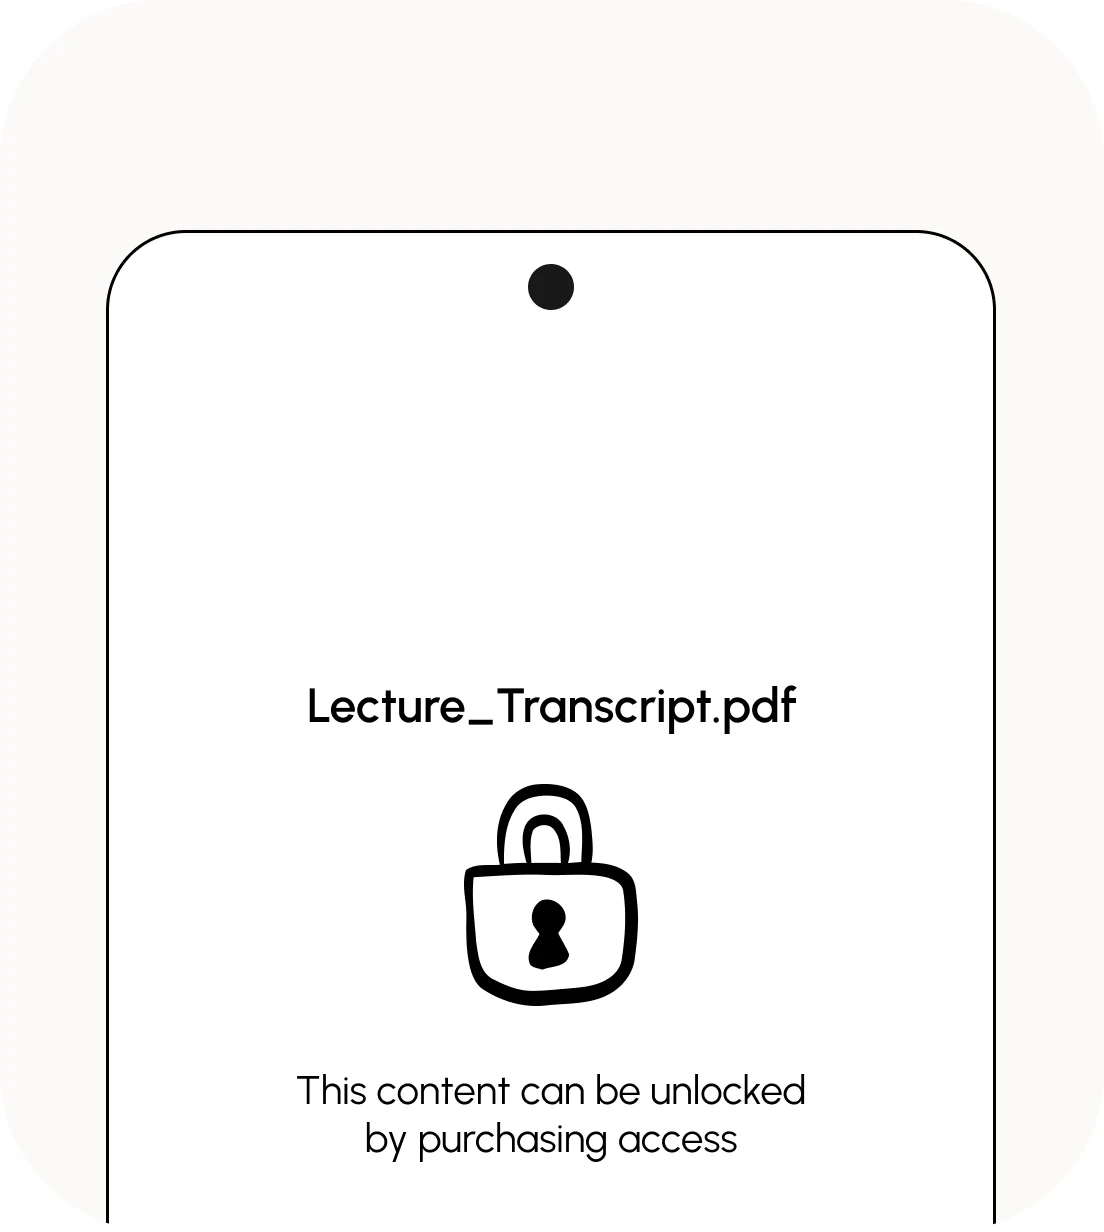 Lecture_Transcript.pdf
This content can be unlocked
by purchasing access